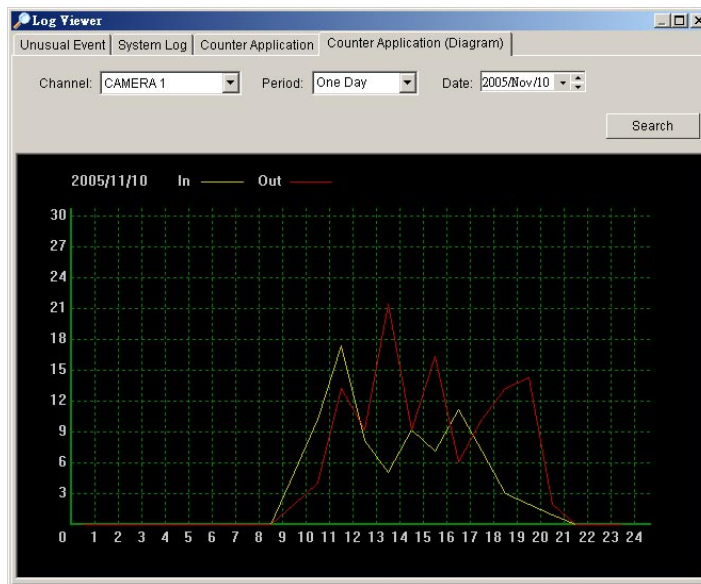 Log Viewer
Unusual Event System Log Counter Application Counter Application (Diagram)
Channel: CAMERA 1 Period: One Day Date: 2005/Nov/10
Search
2005/11/10 In Out
30
27
24
21
18
15
12
9
6
3
0 1 2 3 4 5 6 7 8 9 10 11 12 13 14 15 16 17 18 19 20 21 22 23 24